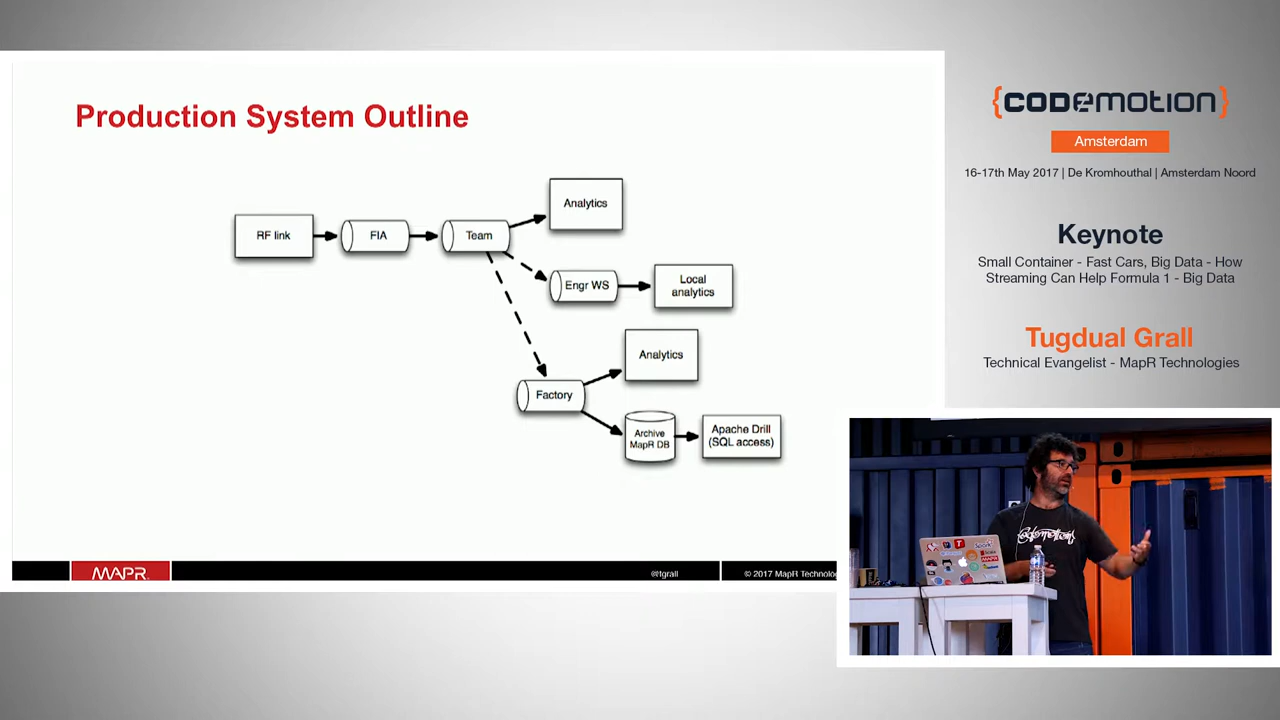 Production System Outline
RF link
FIA
Team
Analytics
Engr WS
Local
analytics
Analytics
Factory
Archive
MapR DB
Apache Drill
(SQL access)
MAPR
@tgrall
© 2017 MapR Technolo
{CODEMOTION}
Amsterdam
16-17th May 2017 | De Kromhouthal | Amsterdam Noord
Keynote
Small Container - Fast Cars, Big Data - How
Streaming Can Help Formula 1 - Big Data
Tugdual Grall
Technical Evangelist - MapR Technologies
Codemotion
Spark
MAPR